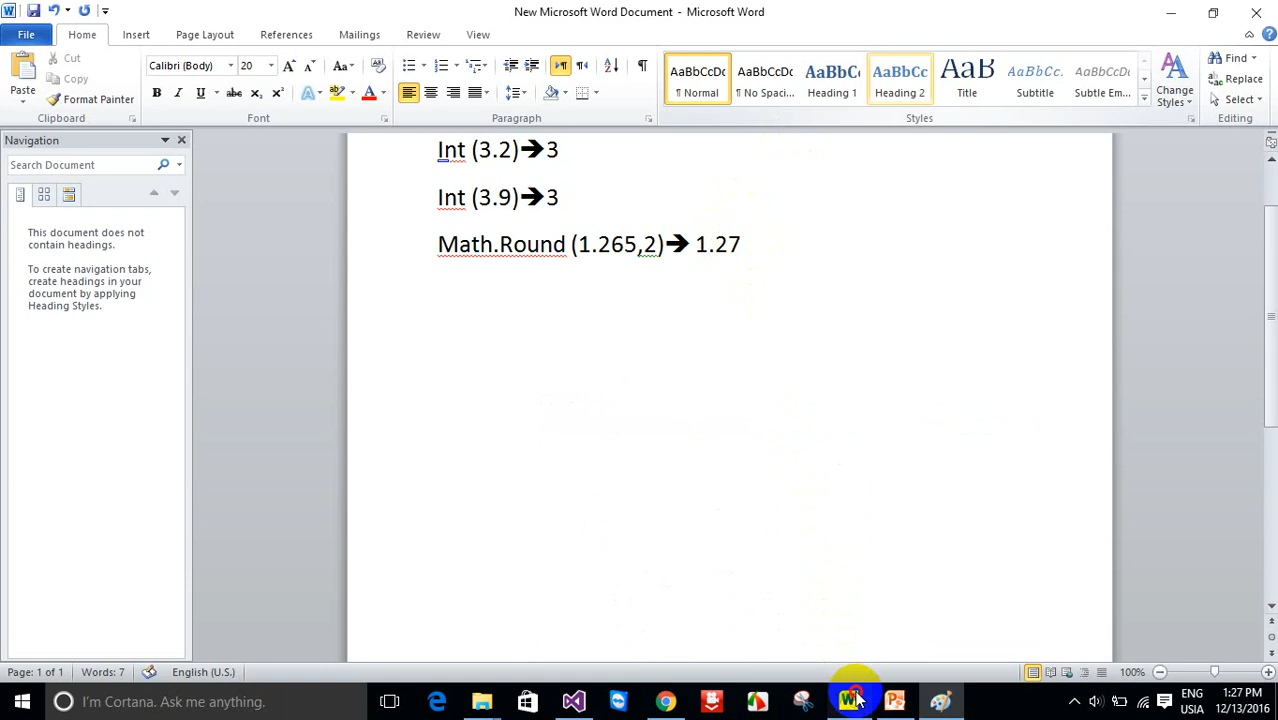 New Microsoft Word Document - Microsoft Word
File Home Insert Page Layout References Mailings Review View
Paste
Cut
Copy
Format Painter
Clipboard
Calibri (Body) 20
Font
Paragraph
AaBbCcDc AaBbCcDc AaBbC AaBbCc AaB AaBbCc. AaBbCcDa
¶ Normal ¶ No Spaci... Heading 1 Heading 2 Title Subtitle Subtle Em...
Styles
Change
Styles
Find
Replace
Select
Editing
Navigation
Search Document
This document does not
contain headings.
To create navigation tabs,
create headings in your
document by applying
Heading Styles.
Int (3.2)➔3
Int (3.9)➔3
Math.Round (1.265,2)➔ 1.27
Page: 1 of 1 Words: 7 English (U.S.) 100%
I'm Cortana. Ask me anything.
ENG
USIA
1:27 PM
12/13/2016